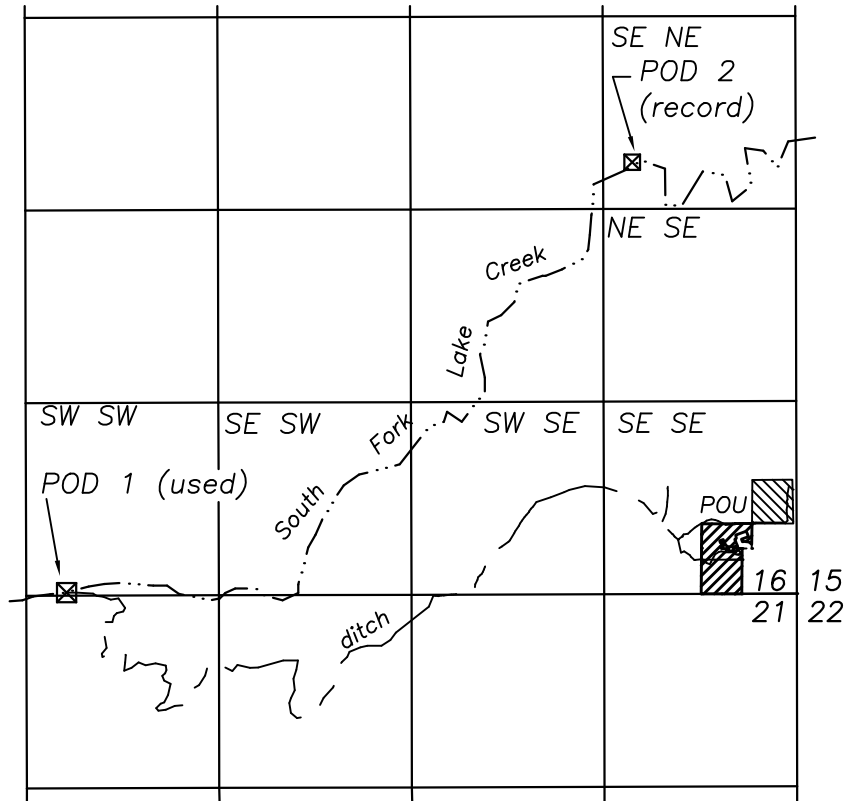 SE NE
POD 2
(record)
NE SE
Creek
Lake
SW SW
SE SW
Fork
SW SE
SE SE
POD 1 (used)
South
POU
16 15
21 22
ditch